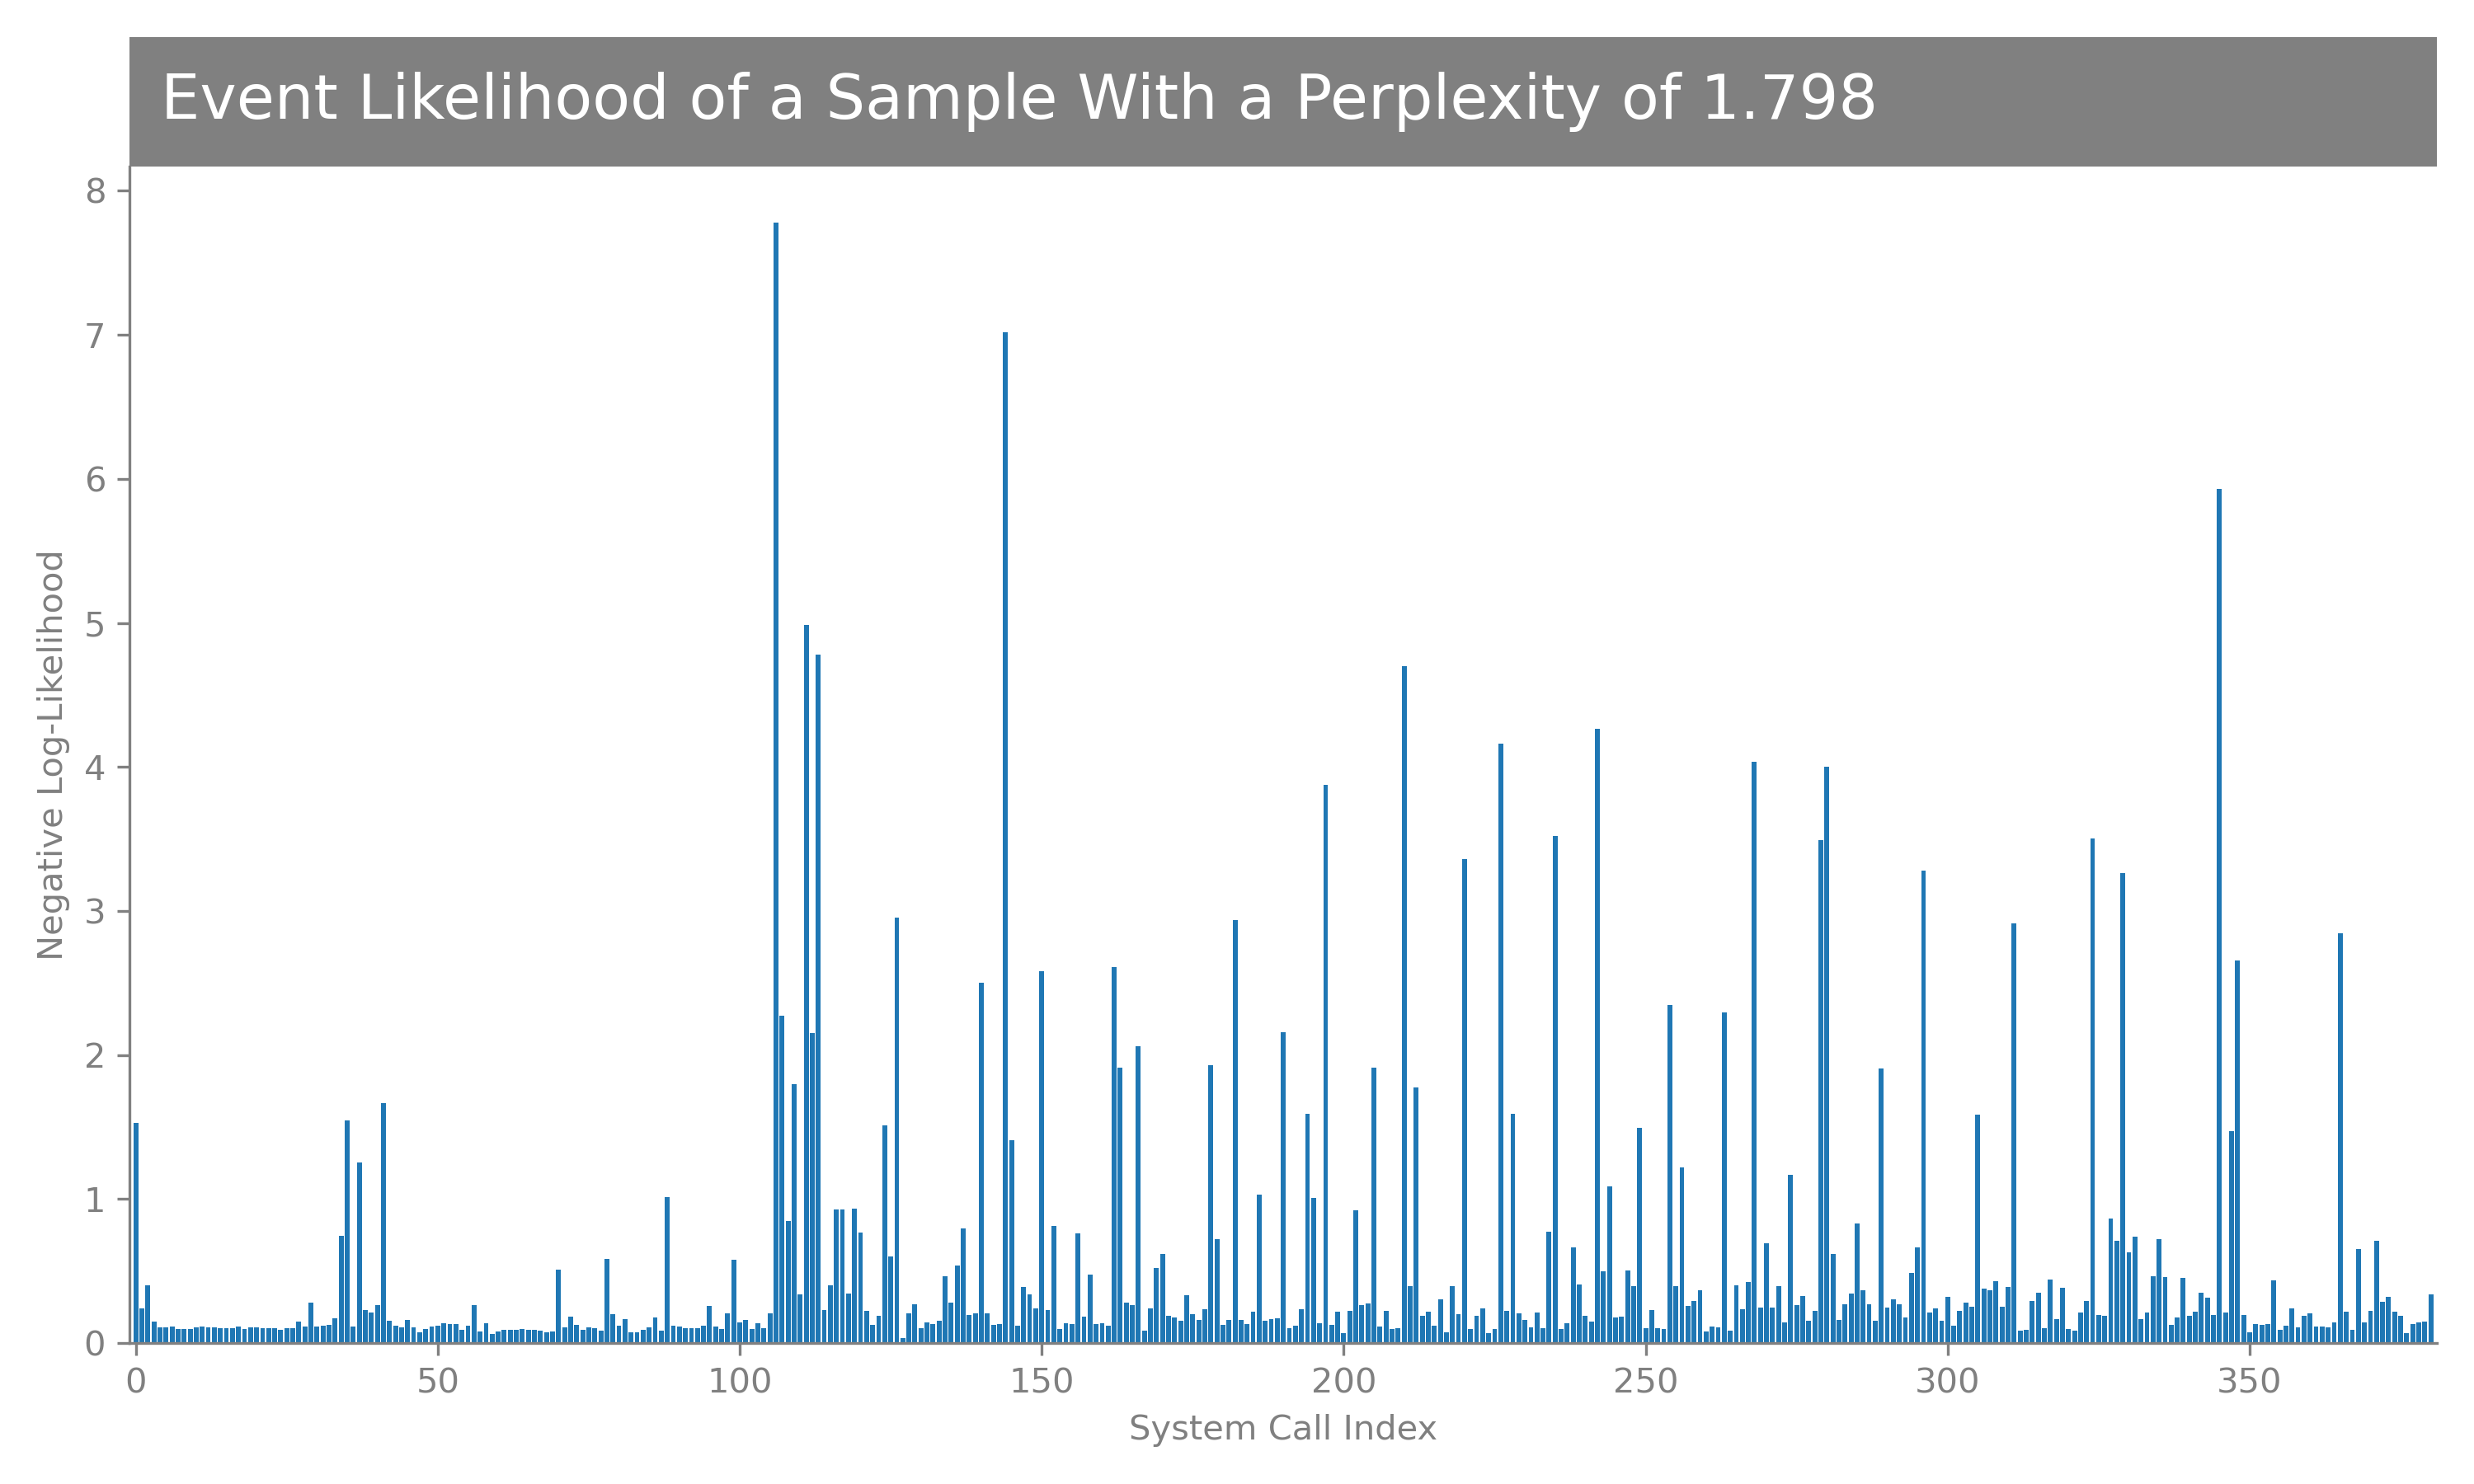 Event Likelihood of a Sample With a Perplexity of 1.798
8
7
6
5
4
3
2
1
0
Negative Log-Likelihood
0 50 100 150 200 250 300 350
System Call Index